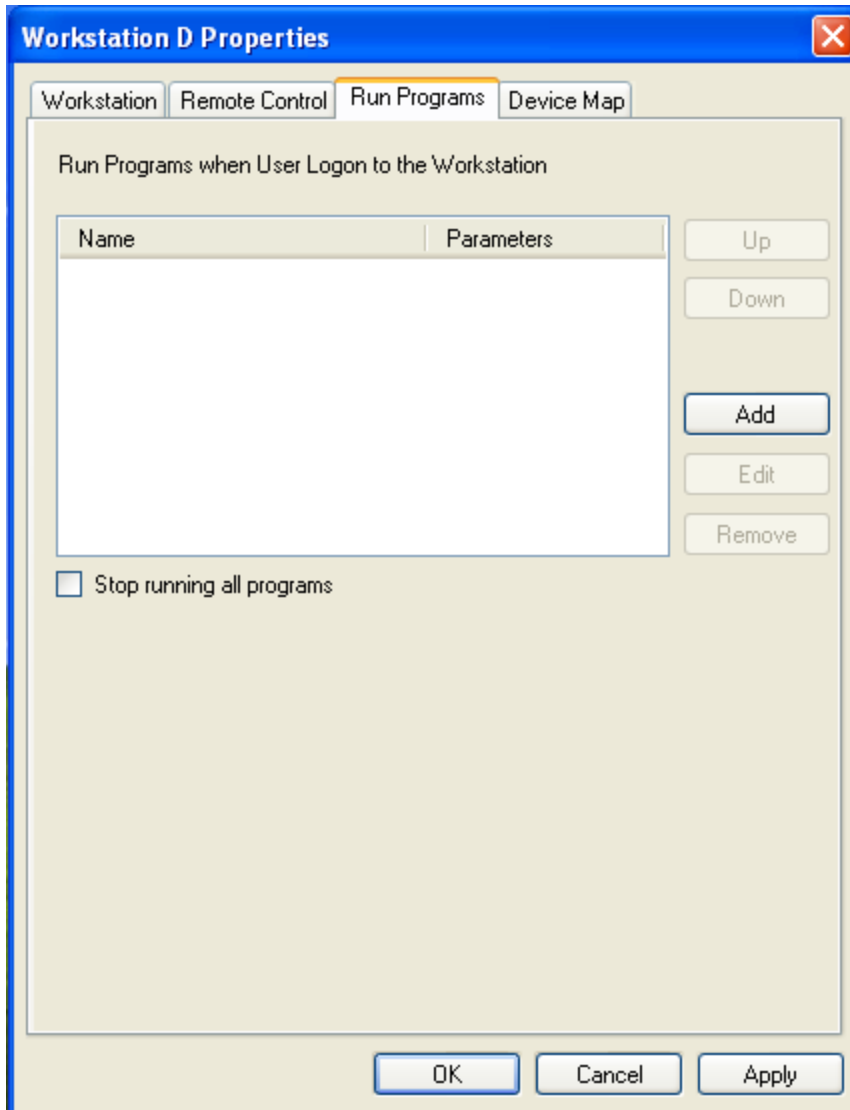 Workstation D Properties
Workstation Remote Control Run Programs Device Map
Run Programs when User Logon to the Workstation
Name Parameters
Up
Down
Add
Edit
Remove
Stop running all programs
OK Cancel Apply